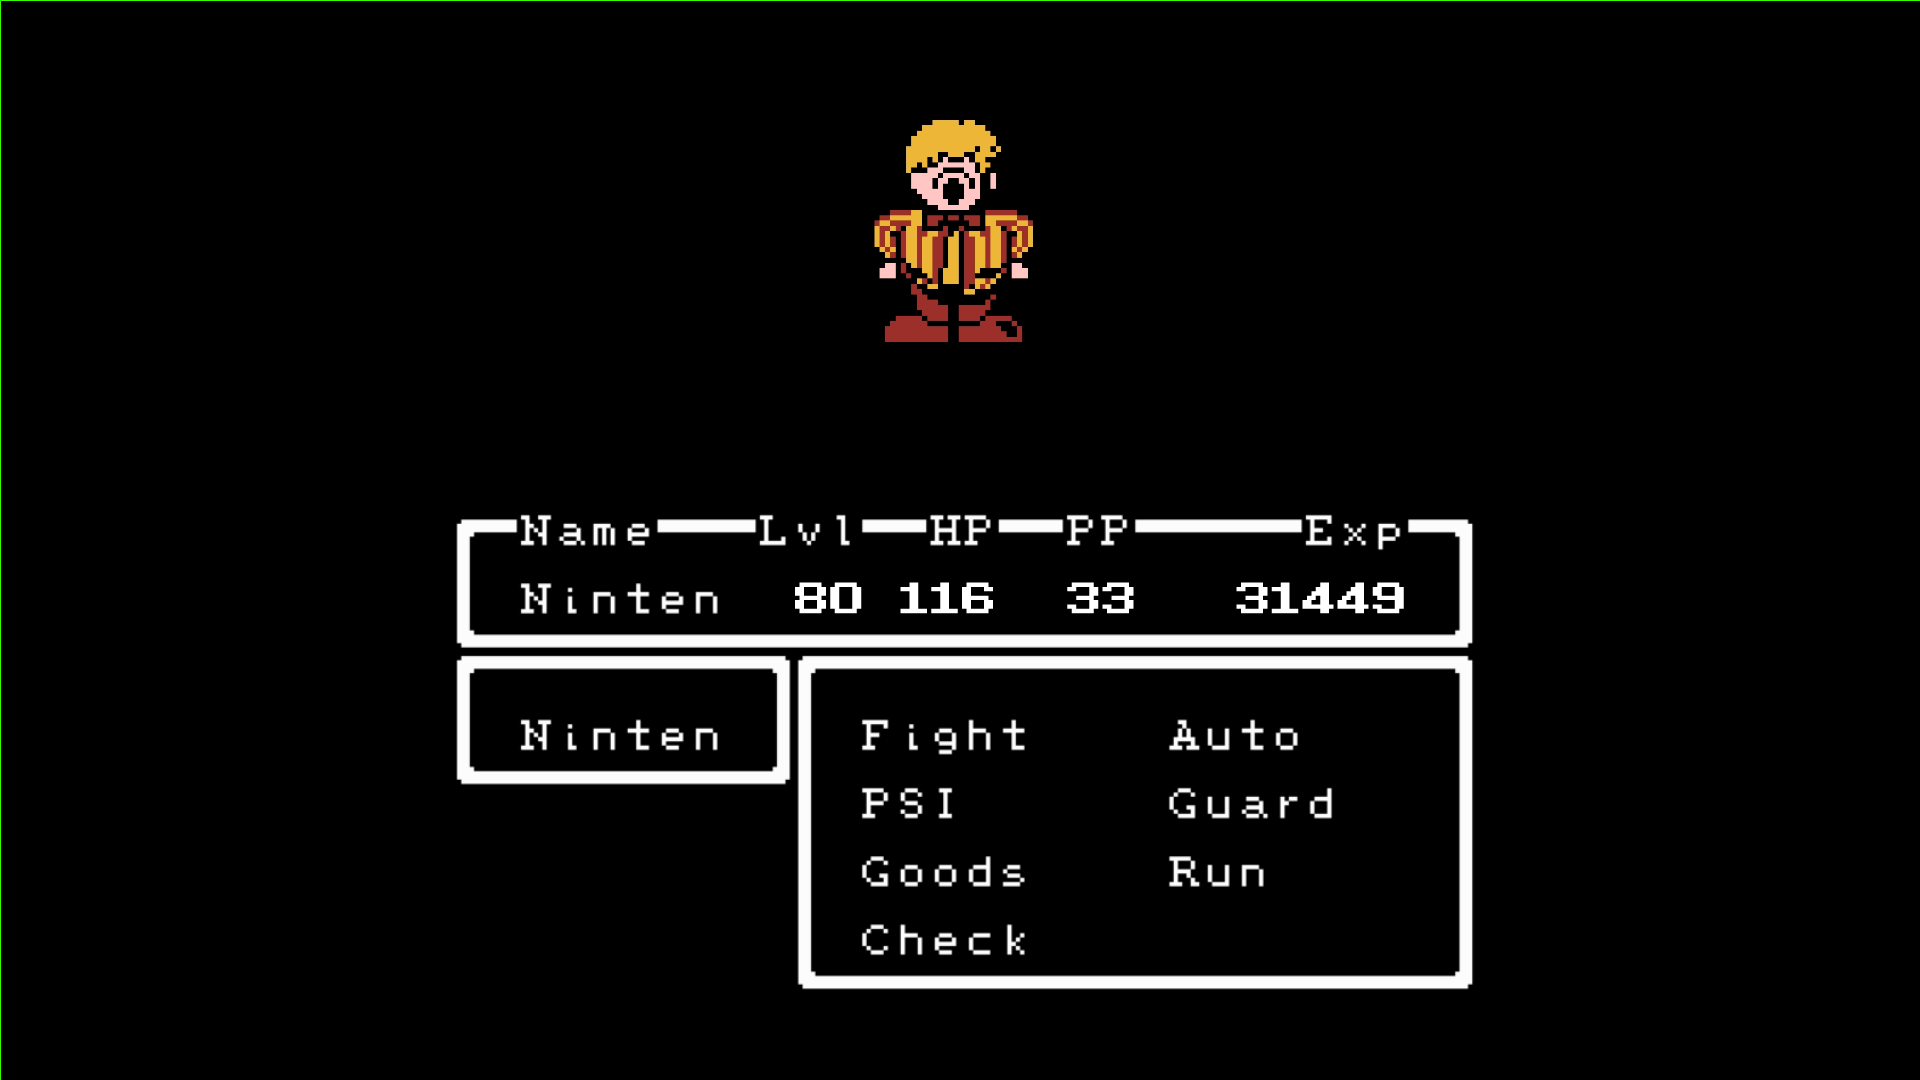 Name Lvl HP PP Exp
Ninten 80 116 33 31449
Ninten
Fight Auto
PSI Guard
Goods Run
Check